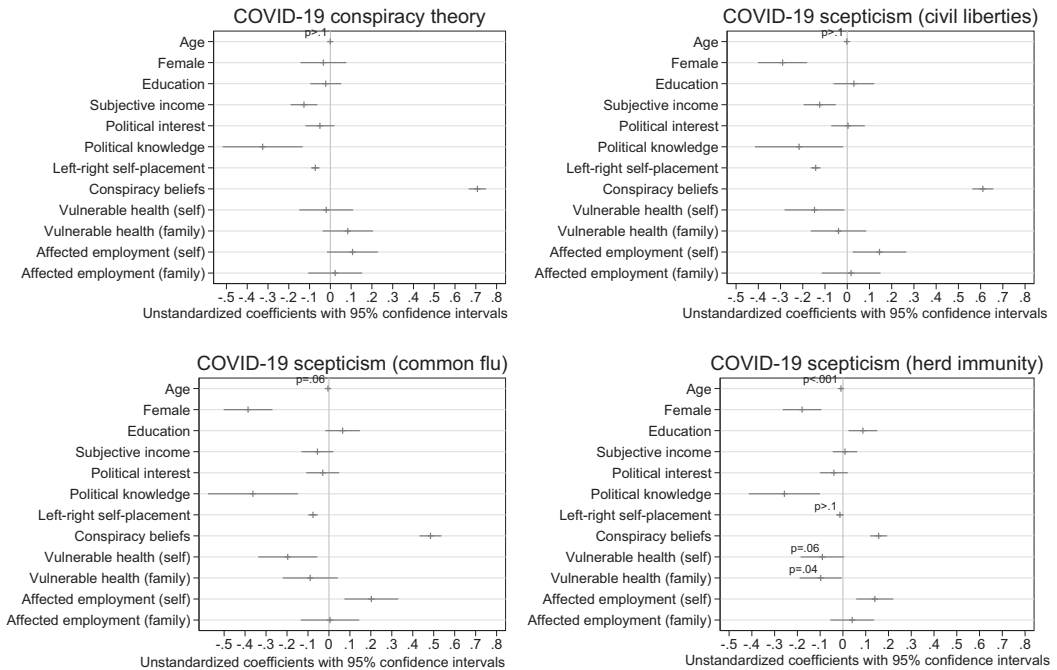 COVID-19 conspiracy theory
p>.1
Age
Female
Education
Subjective income
Political interest
Political knowledge
Left-right self-placement
Conspiracy beliefs
Vulnerable health (self)
Vulnerable health (family)
Affected employment (self)
Affected employment (family)
-.5 -.4 -.3 -.2 -.1 0 .1 .2 .3 .4 .5 .6 .7 .8
Unstandardized coefficients with 95% confidence intervals
COVID-19 scepticism (civil liberties)
p>.1
Age
Female
Education
Subjective income
Political interest
Political knowledge
Left-right self-placement
Conspiracy beliefs
Vulnerable health (self)
Vulnerable health (family)
Affected employment (self)
Affected employment (family)
-.5 -.4 -.3 -.2 -.1 0 .1 .2 .3 .4 .5 .6 .7 .8
Unstandardized coefficients with 95% confidence intervals
COVID-19 scepticism (common flu)
p=.06
Age
Female
Education
Subjective income
Political interest
Political knowledge
Left-right self-placement
Conspiracy beliefs
Vulnerable health (self)
Vulnerable health (family)
Affected employment (self)
Affected employment (family)
-.5 -.4 -.3 -.2 -.1 0 .1 .2 .3 .4 .5 .6 .7 .8
Unstandardized coefficients with 95% confidence intervals
COVID-19 scepticism (herd immunity)
p<.001
Age
Female
Education
Subjective income
Political interest
Political knowledge
p>.1
Left-right self-placement
Conspiracy beliefs
p=.06
Vulnerable health (self)
p=.04
Vulnerable health (family)
Affected employment (self)
Affected employment (family)
-.5 -.4 -.3 -.2 -.1 0 .1 .2 .3 .4 .5 .6 .7 .8
Unstandardized coefficients with 95% confidence intervals